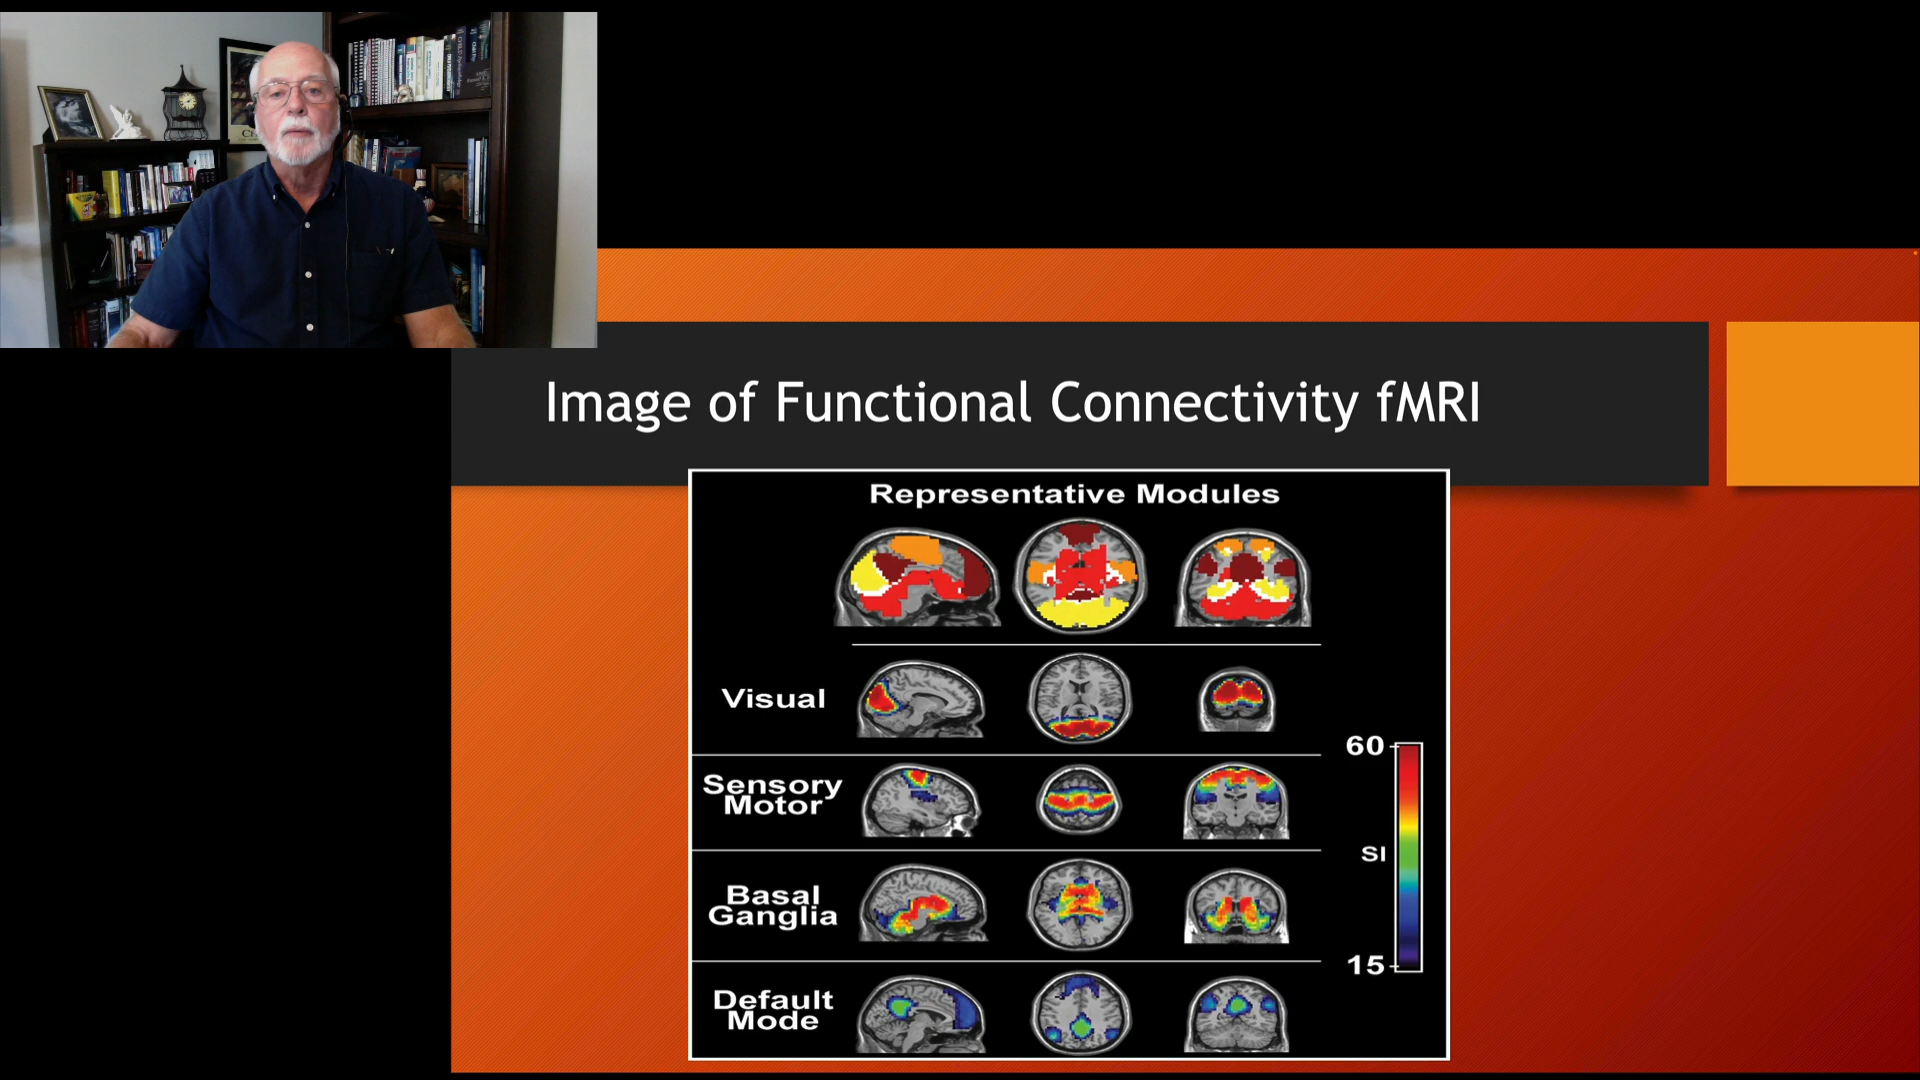 Image of Functional Connectivity fMRI
Representative Modules
Visual
Sensory
Motor
Basal
Ganglia
Default
Mode
60
SI
15